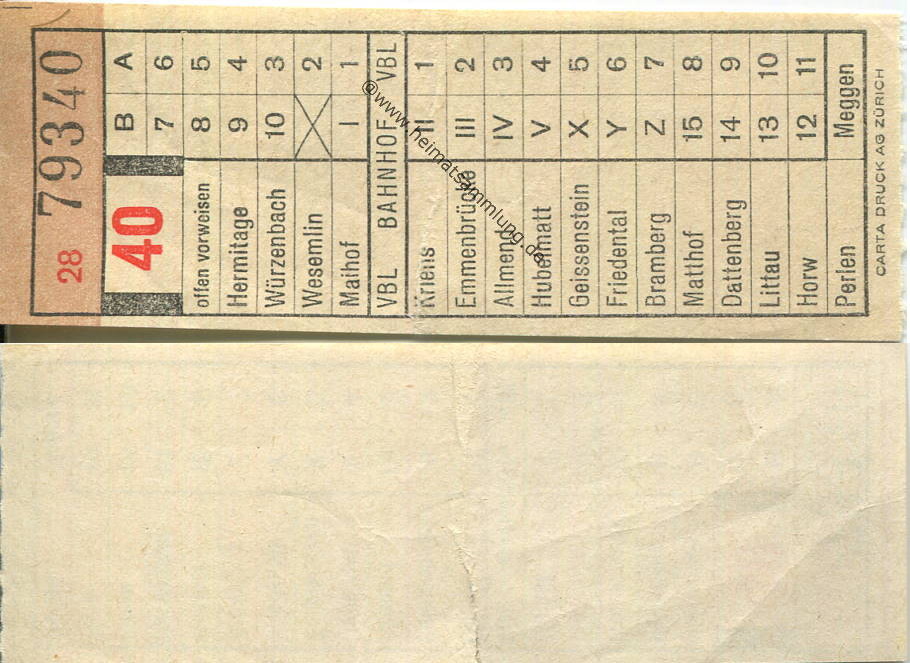 79340
28
B A
40
7 6
offen vorweisen 8 5
Hermitage 9 4
Würzenbach 10 3
Wesemlin 2
Maihof I 1
VBL BAHNHOF VBL
Kriens II 1
Emmenbrücke III 2
Allmend IV 3
Hubelmatt V 4
Geissenstein X 5
Friedental Y 6
Bramberg Z 7
Matthof 15 8
Dattenberg 14 9
Littau 13 10
Horw 12 11
Perlen Meggen
CARTA DRUCK AG ZÜRICH
@www.heimatsammlung.de